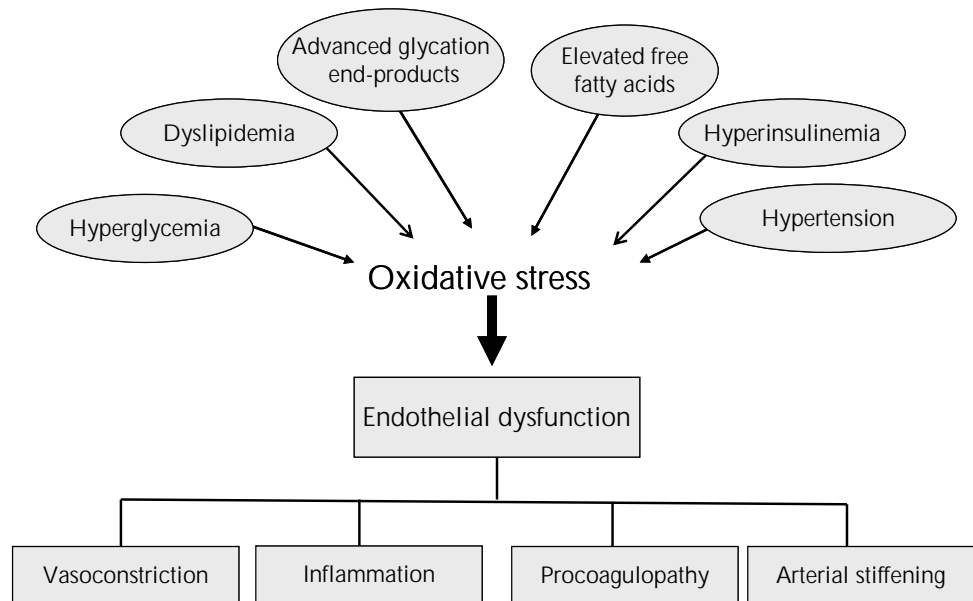 Advanced glycation
end-products
Elevated free
fatty acids
Dyslipidemia
Hyperinsulinemia
Hyperglycemia
Hypertension
Oxidative stress
Endothelial dysfunction
Vasoconstriction
Inflammation
Procoagulopathy
Arterial stiffening